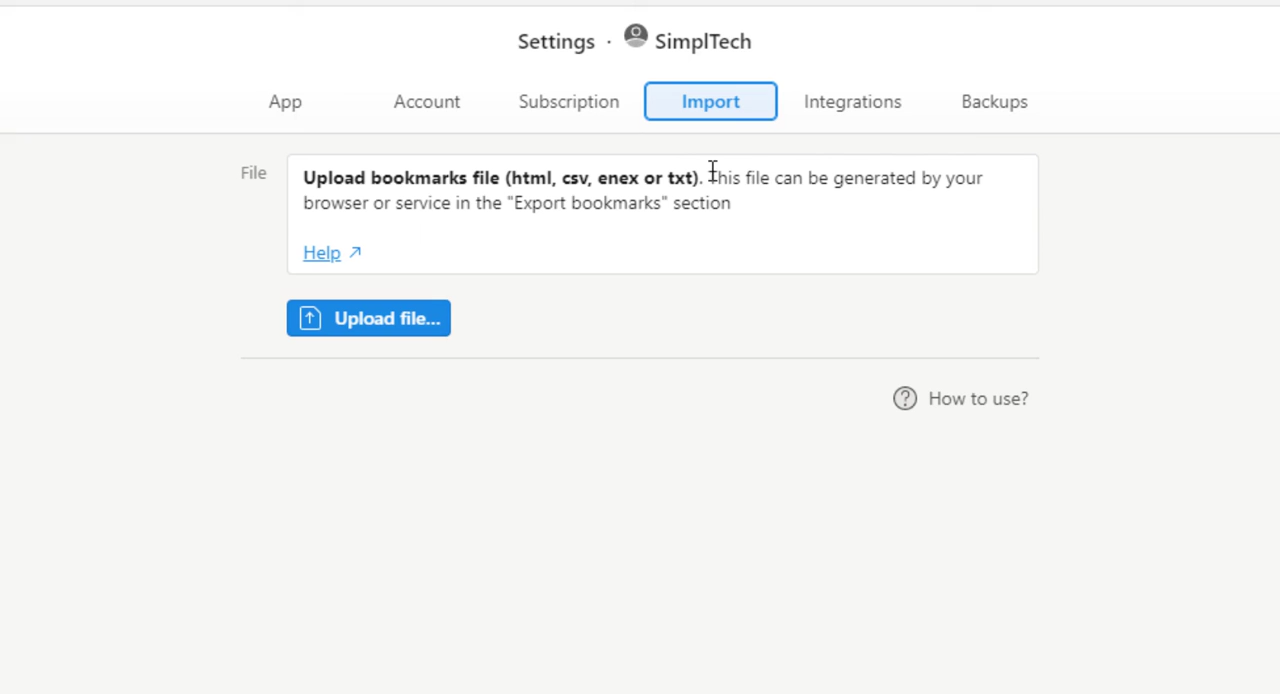 Settings · SimplTech
App Account Subscription Import Integrations Backups
File
Upload bookmarks file (html, csv, enex or txt). This file can be generated by your
browser or service in the "Export bookmarks" section
Help ↗
Upload file...
How to use?